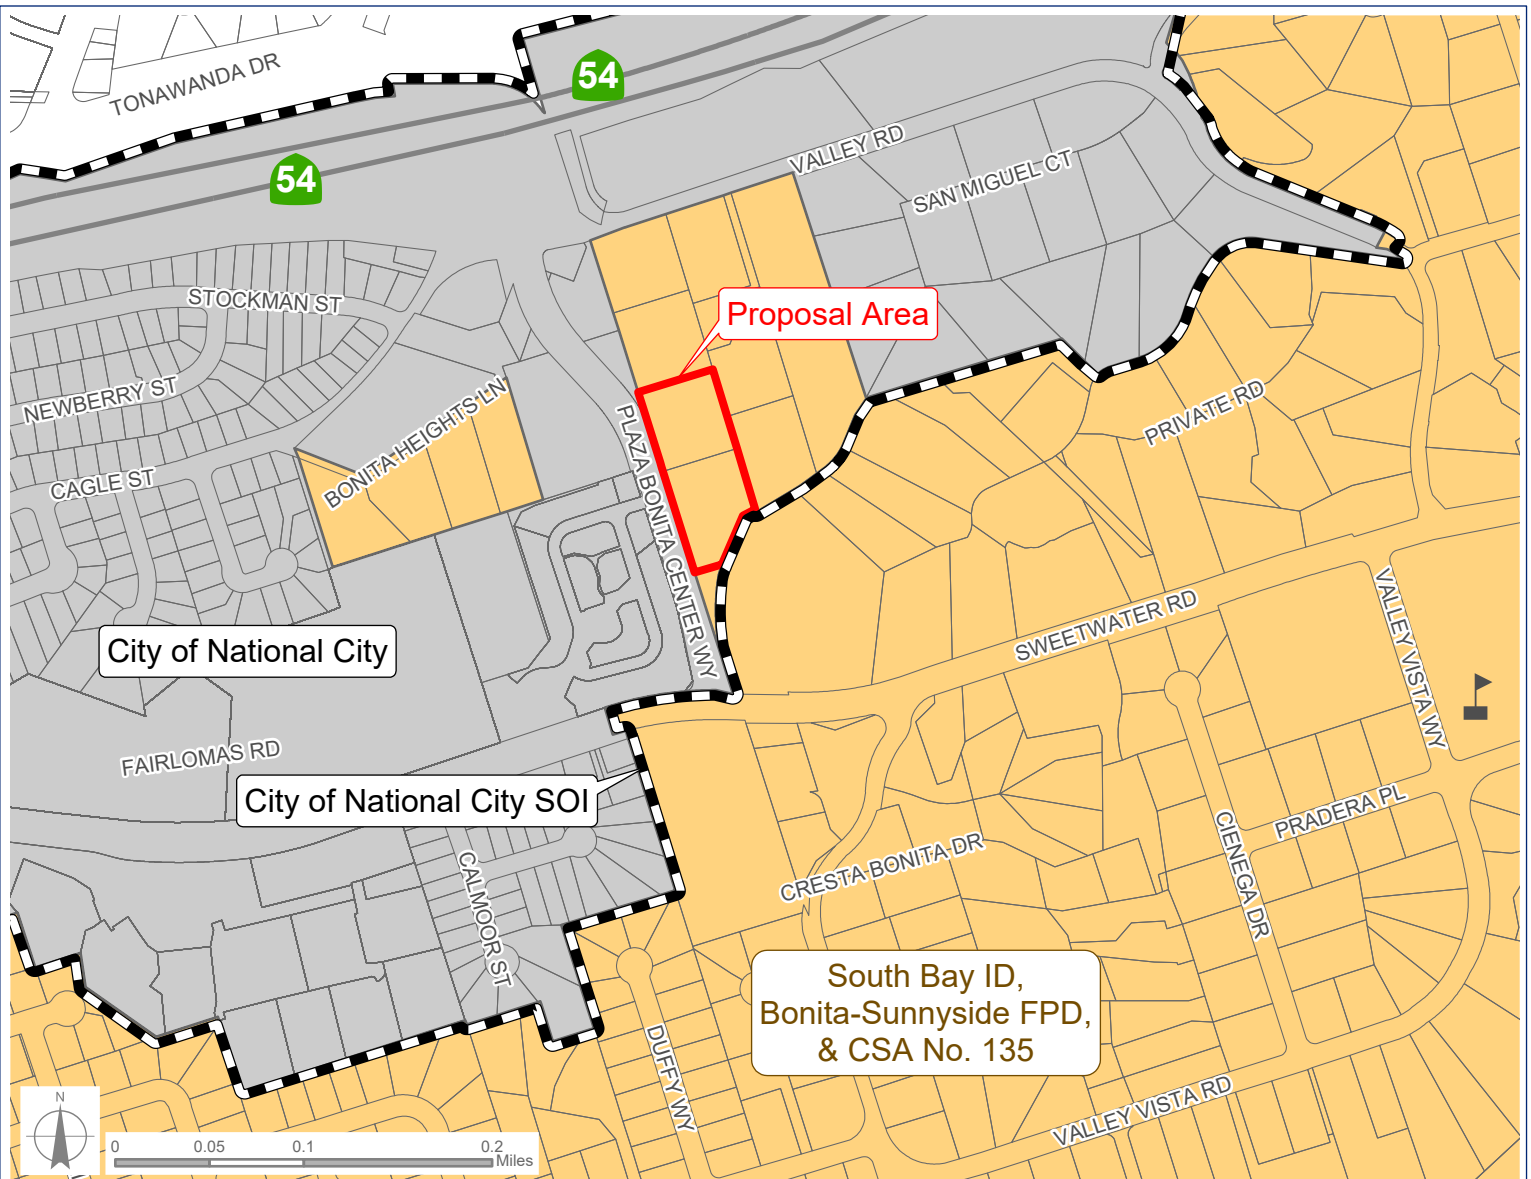 TONAWANDA DR
54
54
VALLEY RD
SAN MIGUEL CT
STOCKMAN ST
Proposal Area
NEWBERRY ST
BONITA HEIGHTS LN
PRIVATE RD
CAGLE ST
PLAZA BONITA CENTER WY
City of National City
SWEETWATER RD
VALLEY VISTA WY
FAIRLOMAS RD
City of National City SOI
PRADERA PL
CALMOOR ST
CRESTA BONITA DR
CIENEGA DR
South Bay ID,
Bonita-Sunnyside FPD,
& CSA No. 135
DUFFY WY
VALLEY VISTA RD
N
0 0.05 0.1 0.2
Miles